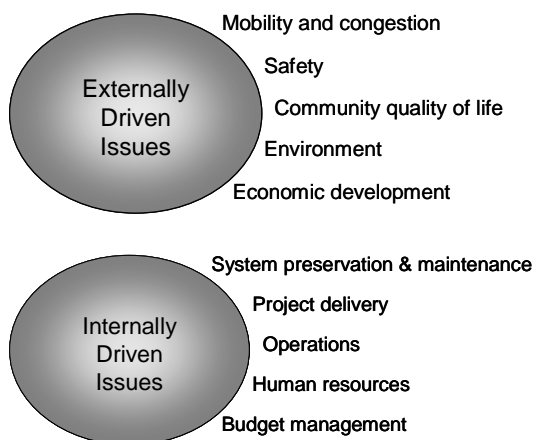 Mobility and congestion
Safety
Externally
Driven
Issues
Community quality of life
Environment
Economic development
System preservation & maintenance
Project delivery
Internally
Driven
Issues
Operations
Human resources
Budget management